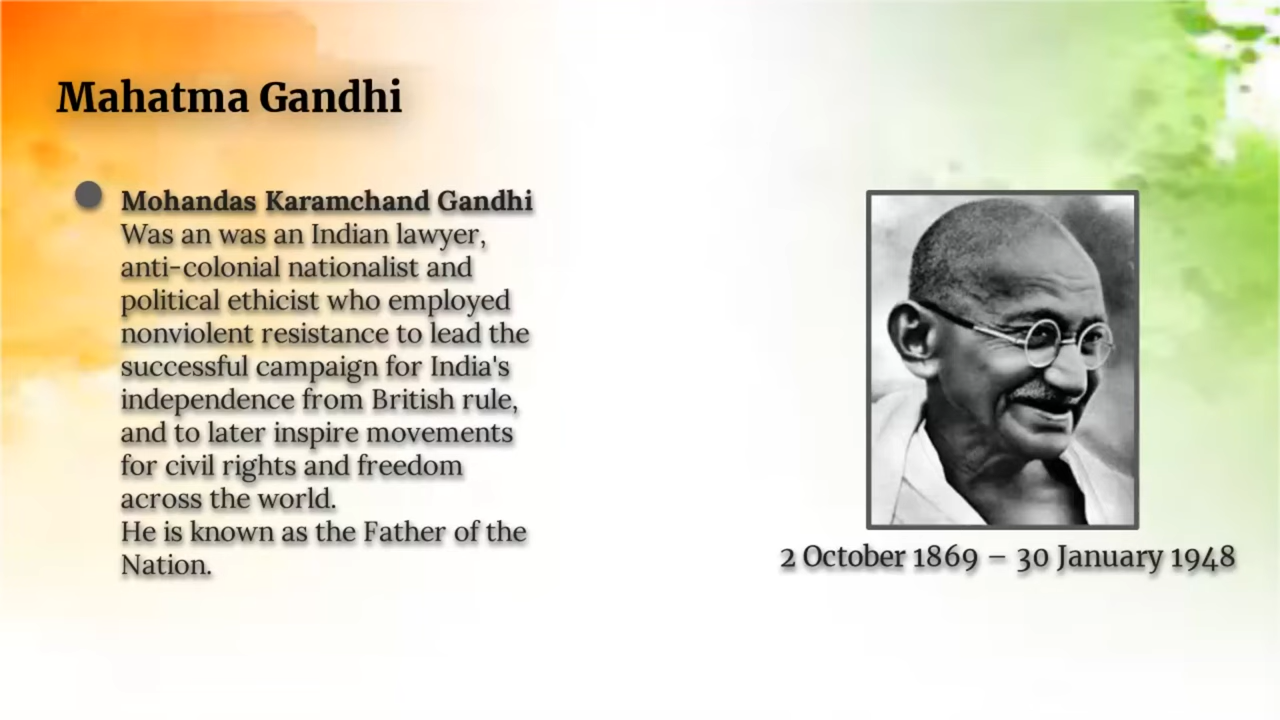 Mahatma Gandhi
Mohandas Karamchand Gandhi
Was an was an Indian lawyer,
anti-colonial nationalist and
political ethicist who employed
nonviolent resistance to lead the
successful campaign for India's
independence from British rule,
and to later inspire movements
for civil rights and freedom
across the world.
He is known as the Father of the
Nation.
2 October 1869 – 30 January 1948